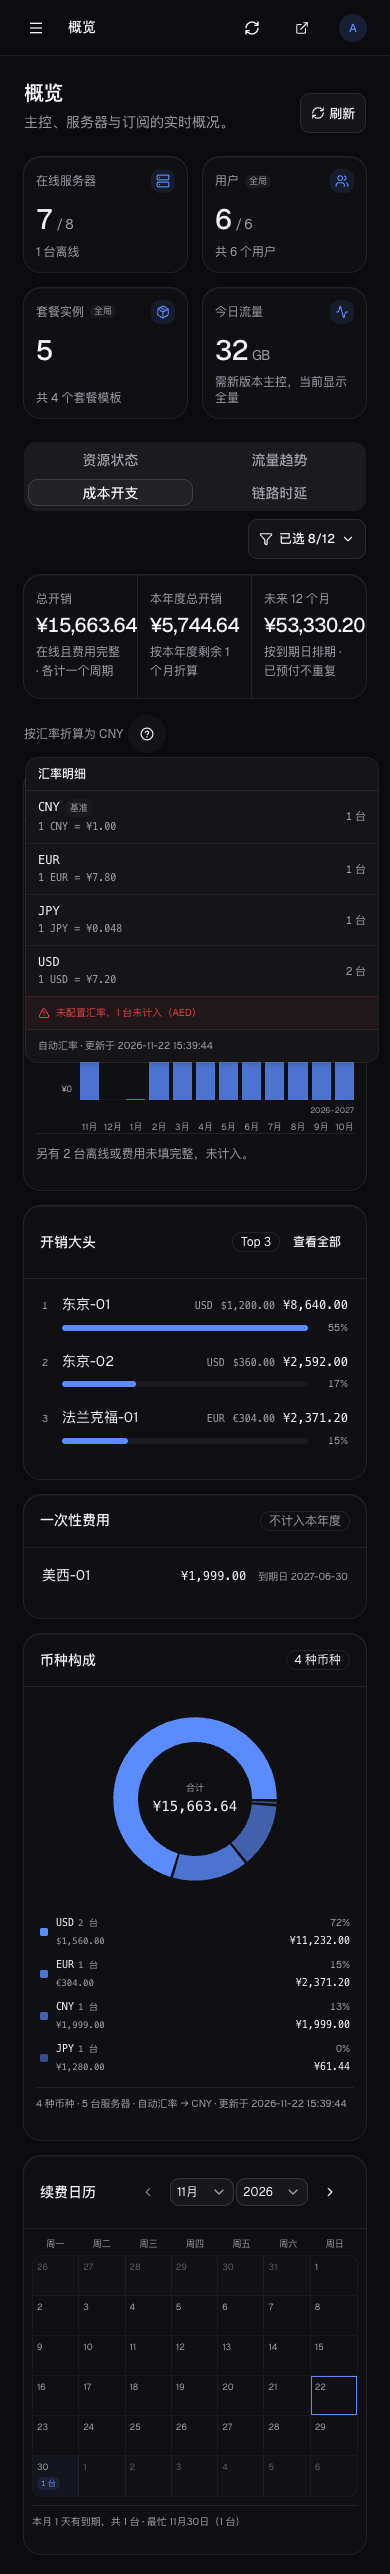 概览
A
概览
主控、服务器与订阅的实时概况。
刷新
在线服务器
7 / 8
1 台离线
用户 全局
6 / 6
共 6 个用户
套餐实例 全局
5
共 4 个套餐模板
今日流量
32 GB
需新版本主控，当前显示
全量
资源状态
流量趋势
成本开支
链路时延
已选 8/12
总开销
¥15,663.64
在线且费用完整
· 各计一个周期
本年度总开销
¥5,744.64
按本年度剩余 1
个月折算
未来 12 个月
¥53,330.20
按到期日排期 ·
已预付不重复
按汇率折算为 CNY
汇率明细
CNY 基准
1 CNY = ¥1.00
1 台
EUR
1 EUR = ¥7.80
1 台
JPY
1 JPY = ¥0.048
1 台
USD
1 USD = ¥7.20
2 台
未配置汇率，1 台未计入（AED）
自动汇率 · 更新于 2026-11-22 15:39:44
¥0
2026–2027
11月 12月 1月 2月 3月 4月 5月 6月 7月 8月 9月 10月
另有 2 台离线或费用未填完整，未计入。
开销大头
Top 3
查看全部
1 东京-01 USD $1,200.00 ¥8,640.00
55%
2 东京-02 USD $360.00 ¥2,592.00
17%
3 法兰克福-01 EUR €304.00 ¥2,371.20
15%
一次性费用
不计入本年度
美西-01 ¥1,999.00 到期日 2027-06-30
币种构成
4 种币种
合计
¥15,663.64
USD 2 台 72%
$1,560.00 ¥11,232.00
EUR 1 台 15%
€304.00 ¥2,371.20
CNY 1 台 13%
¥1,999.00 ¥1,999.00
JPY 1 台 0%
¥1,280.00 ¥61.44
4 种币种 · 5 台服务器 · 自动汇率 → CNY · 更新于 2026-11-22 15:39:44
续费日历
11月
2026
周一 周二 周三 周四 周五 周六 周日
26 27 28 29 30 31 1
2 3 4 5 6 7 8
9 10 11 12 13 14 15
16 17 18 19 20 21 22
23 24 25 26 27 28 29
30 1 2 3 4 5 6
1 台
本月 1 天有到期，共 1 台 · 最忙 11月30日（1 台）